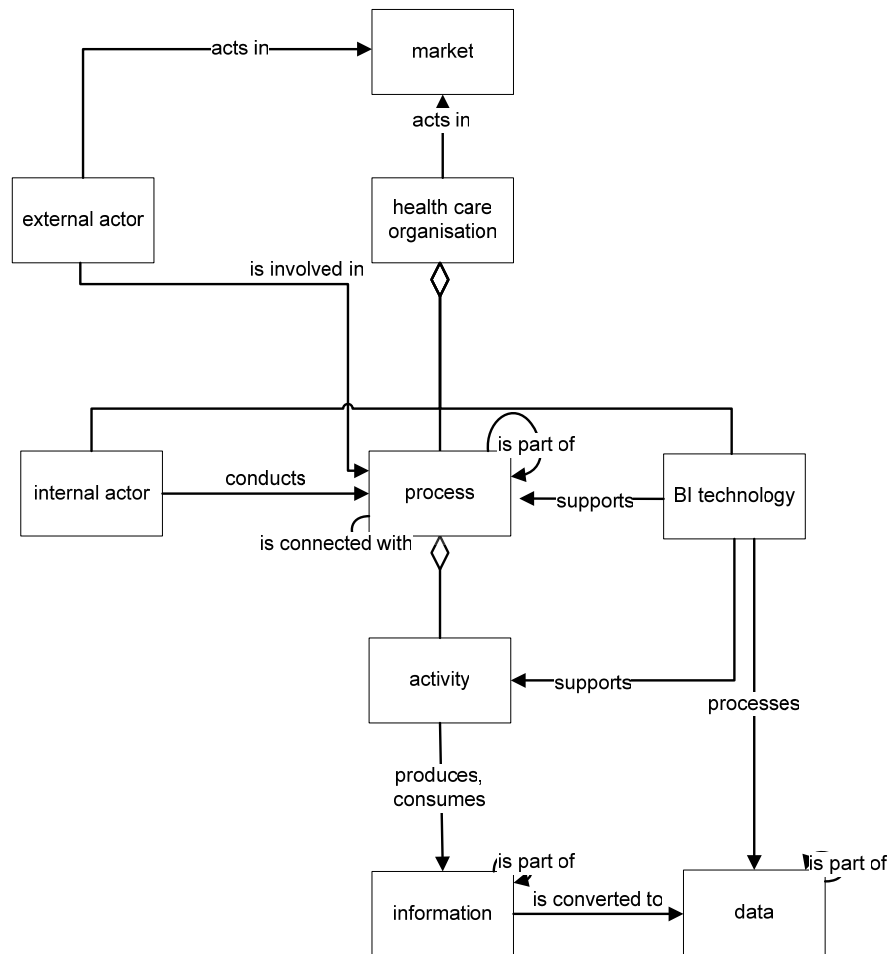 acts in
market
acts in
external actor
health care
organisation
is involved in
is part of
internal actor
conducts
process
supports
BI technology
is connected with
activity
supports
processes
produces,
consumes
is part of
is part of
information
is converted to
data